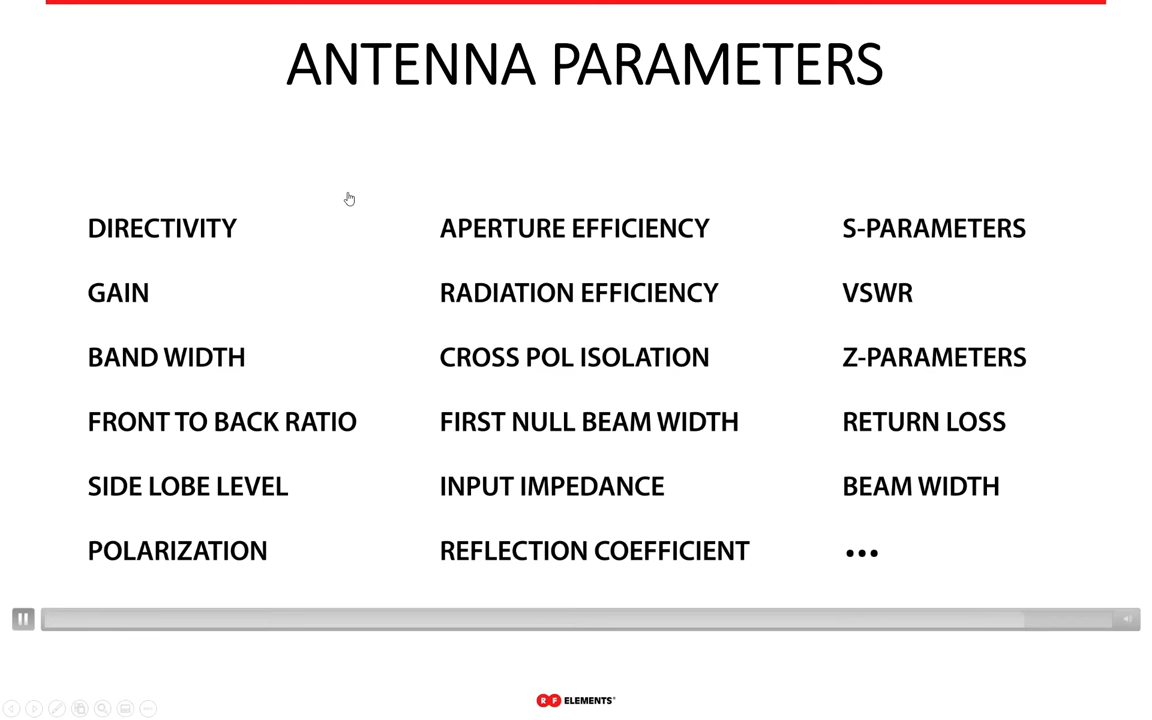 ANTENNA PARAMETERS
DIRECTIVITY
GAIN
BAND WIDTH
FRONT TO BACK RATIO
SIDE LOBE LEVEL
POLARIZATION
APERTURE EFFICIENCY
RADIATION EFFICIENCY
CROSS POL ISOLATION
FIRST NULL BEAM WIDTH
INPUT IMPEDANCE
REFLECTION COEFFICIENT
S-PARAMETERS
VSWR
Z-PARAMETERS
RETURN LOSS
BEAM WIDTH
•••
RF ELEMENTS®